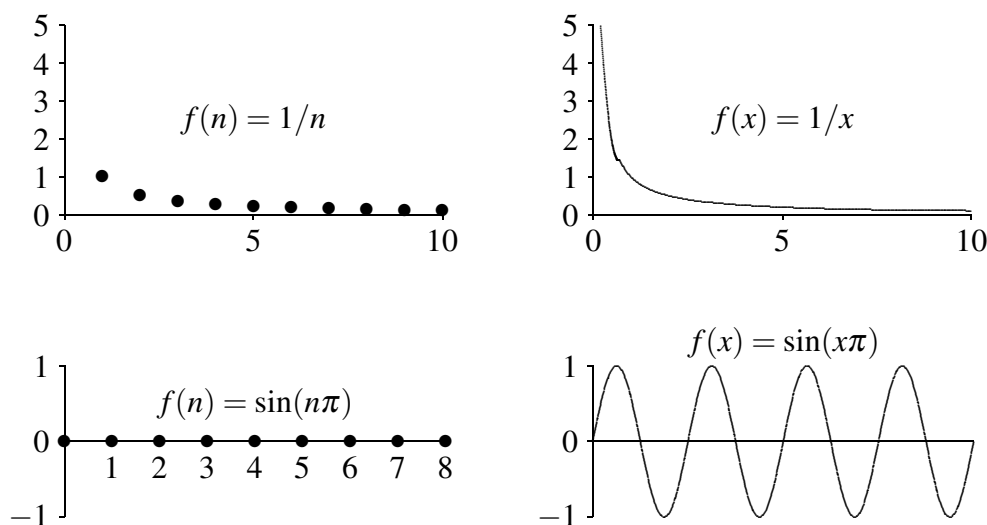 5
4
3
2
1
0
f(n) = 1/n
0 5 10
5
4
3
2
1
0
f(x) = 1/x
0 5 10
1
0
−1
f(n) = sin(nπ)
1 2 3 4 5 6 7 8
f(x) = sin(xπ)
1
0
−1